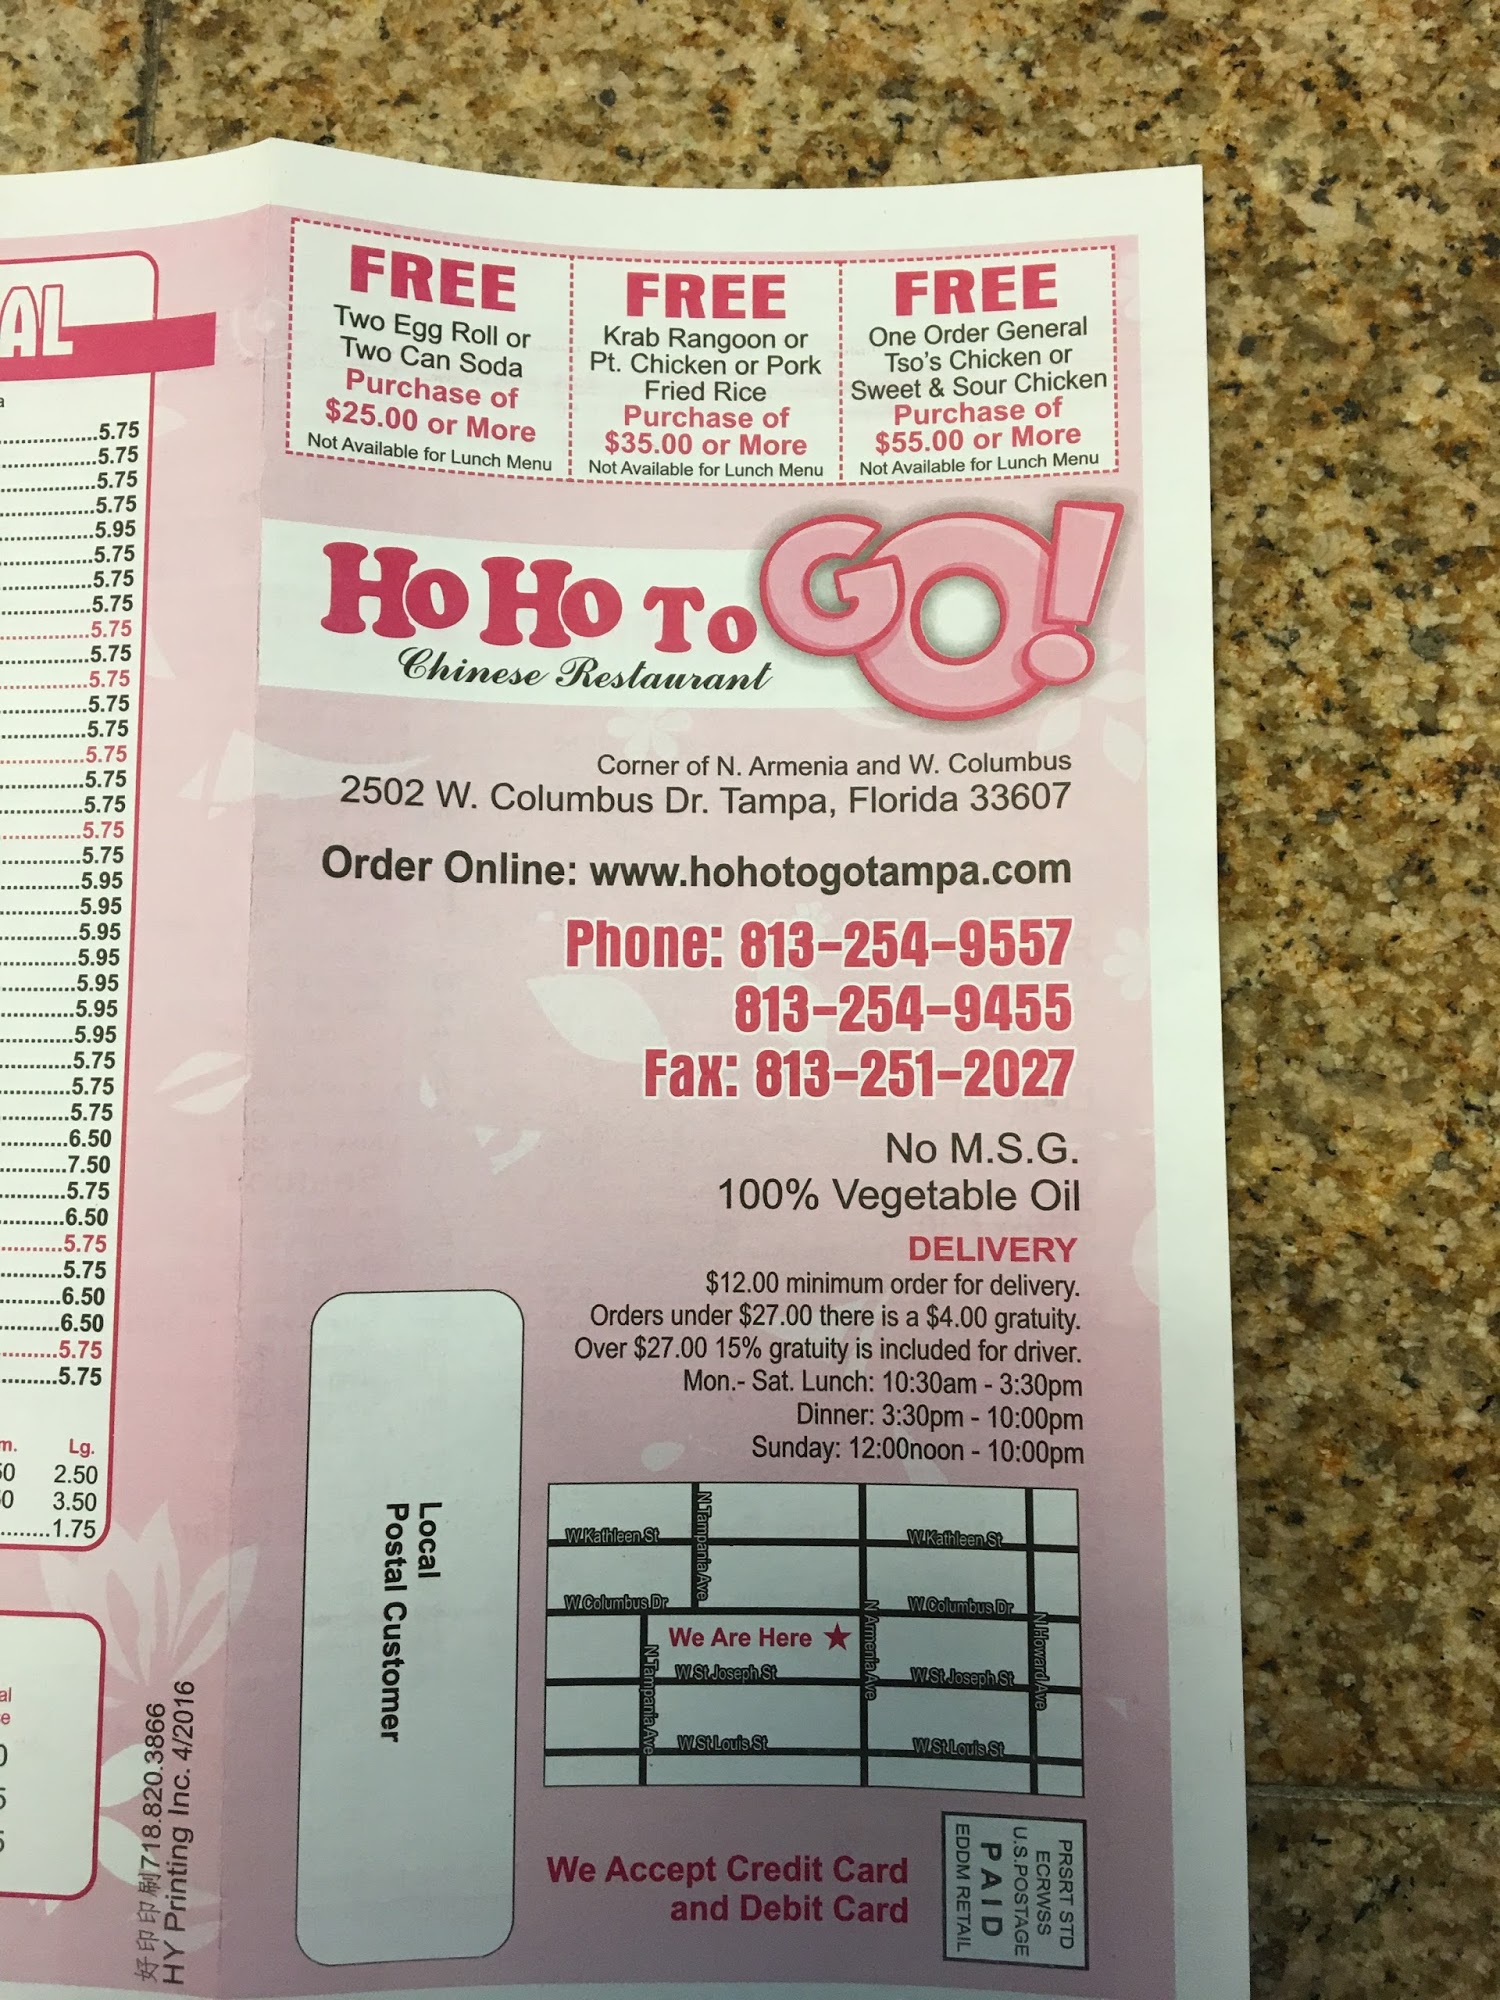 AL
5.75
5.75
5.75
5.75
5.95
5.75
5.75
5.75
5.75
5.75
5.75
5.75
5.75
5.75
5.75
5.75
5.75
5.75
5.95
5.95
5.95
5.95
5.95
5.95
5.95
5.75
5.75
5.75
6.50
7.50
5.75
6.50
5.75
5.75
6.50
6.50
5.75
5.75
Lg.
2.50
3.50
1.75
好印印刷718.820.3866
HY Printing Inc. 4/2016
FREE
Two Egg Roll or
Two Can Soda
Purchase of
$25.00 or More
Not Available for Lunch Menu
FREE
Krab Rangoon or
Pt. Chicken or Pork
Fried Rice
Purchase of
$35.00 or More
Not Available for Lunch Menu
FREE
One Order General
Tso's Chicken or
Sweet & Sour Chicken
Purchase of
$55.00 or More
Not Available for Lunch Menu
Ho Ho To GO!
Chinese Restaurant
Corner of N. Armenia and W. Columbus
2502 W. Columbus Dr. Tampa, Florida 33607
Order Online: www.hohotogotampa.com
Phone: 813-254-9557
813-254-9455
Fax: 813-251-2027
No M.S.G.
100% Vegetable Oil
DELIVERY
$12.00 minimum order for delivery.
Orders under $27.00 there is a $4.00 gratuity.
Over $27.00 15% gratuity is included for driver.
Mon.- Sat. Lunch: 10:30am - 3:30pm
Dinner: 3:30pm - 10:00pm
Sunday: 12:00noon - 10:00pm
Local
Postal Customer
N Tampania Ave
W Kathleen St
W Kathleen St
W Columbus Dr
W Columbus Dr
We Are Here
N Armenia Ave
N Howard Ave
N Tampania Ave
W St Joseph St
W St Joseph St
W St Louis St
W St Louis St
We Accept Credit Card
and Debit Card
PRSRT STD
ECRWSS
U.S.POSTAGE
PAID
EDDM RETAIL